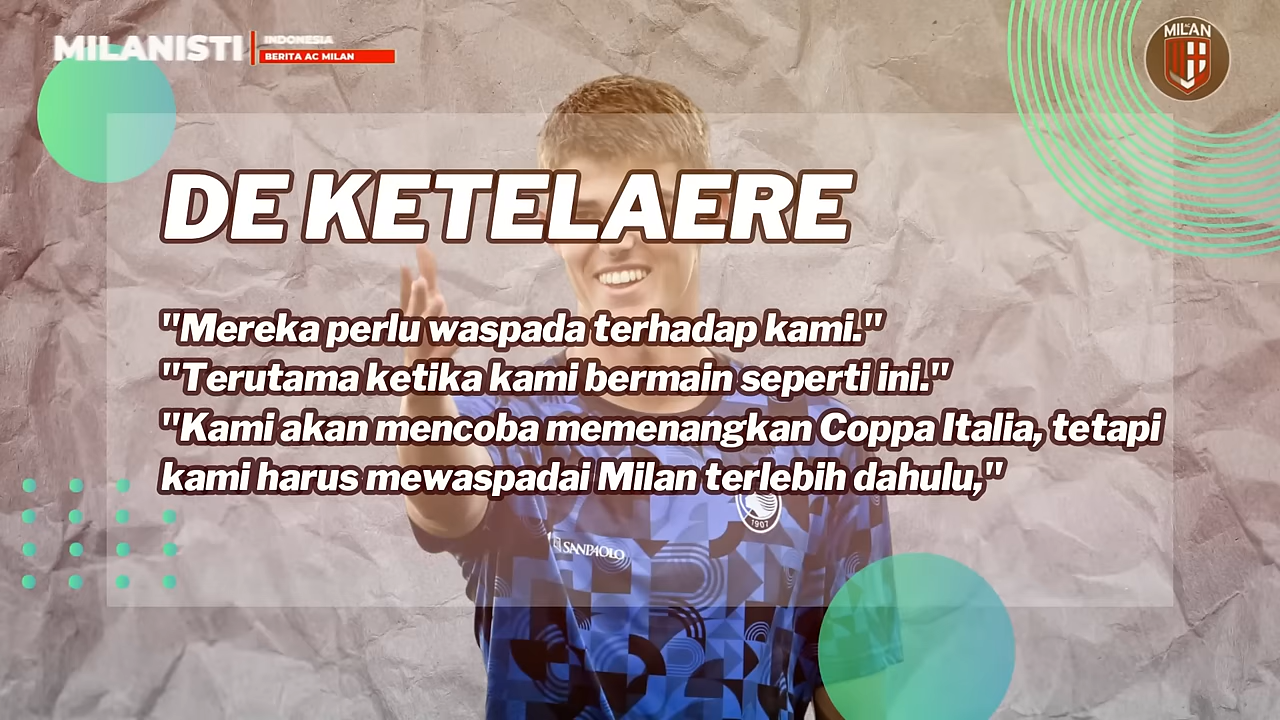 MILANISTI
INDONESIA
BERITA AC MILAN
MILAN
DE KETELAERE
"Mereka perlu waspada terhadap kami."
"Terutama ketika kami bermain seperti ini."
"Kami akan mencoba memenangkan Coppa Italia, tetapi
kami harus mewaspadai Milan terlebih dahulu,"
1907
SANPAOLO